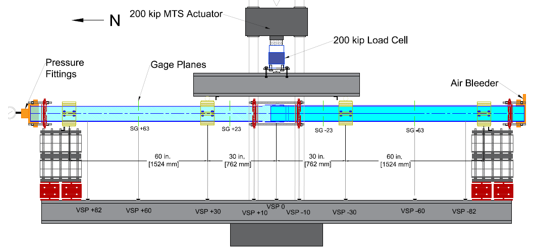 200 kip MTS Actuator
N
200 kip Load Cell
Pressure
Fittings
Gage Planes
Air Bleeder
SG +63
SG +23
SG -23
SG -63
60 in.
[1524 mm]
30 in.
[762 mm]
30 in.
[762 mm]
60 in.
[1524 mm]
VSP +82
VSP +60
VSP +30
VSP +10
VSP 0
VSP -10
VSP -30
VSP -60
VSP -82